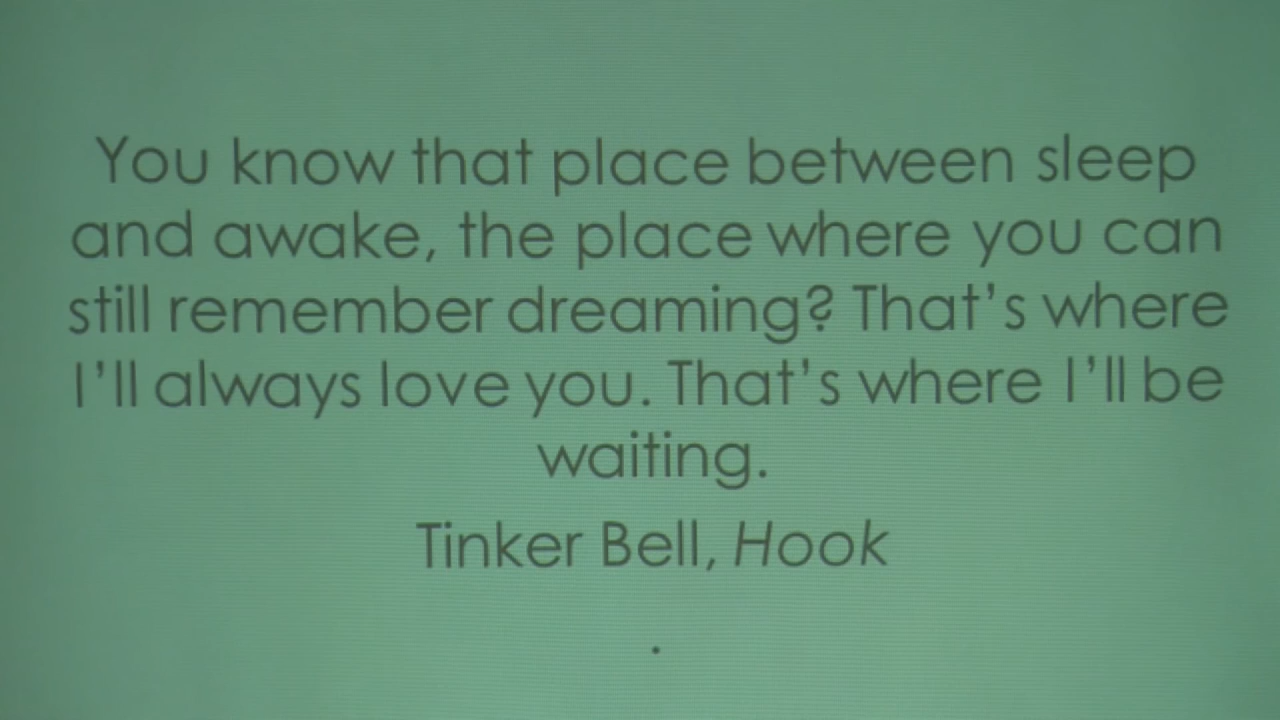 You know that place between sleep
and awake, the place where you can
still remember dreaming? That’s where
I’ll always love you. That’s where I’ll be
waiting.
Tinker Bell, Hook
.